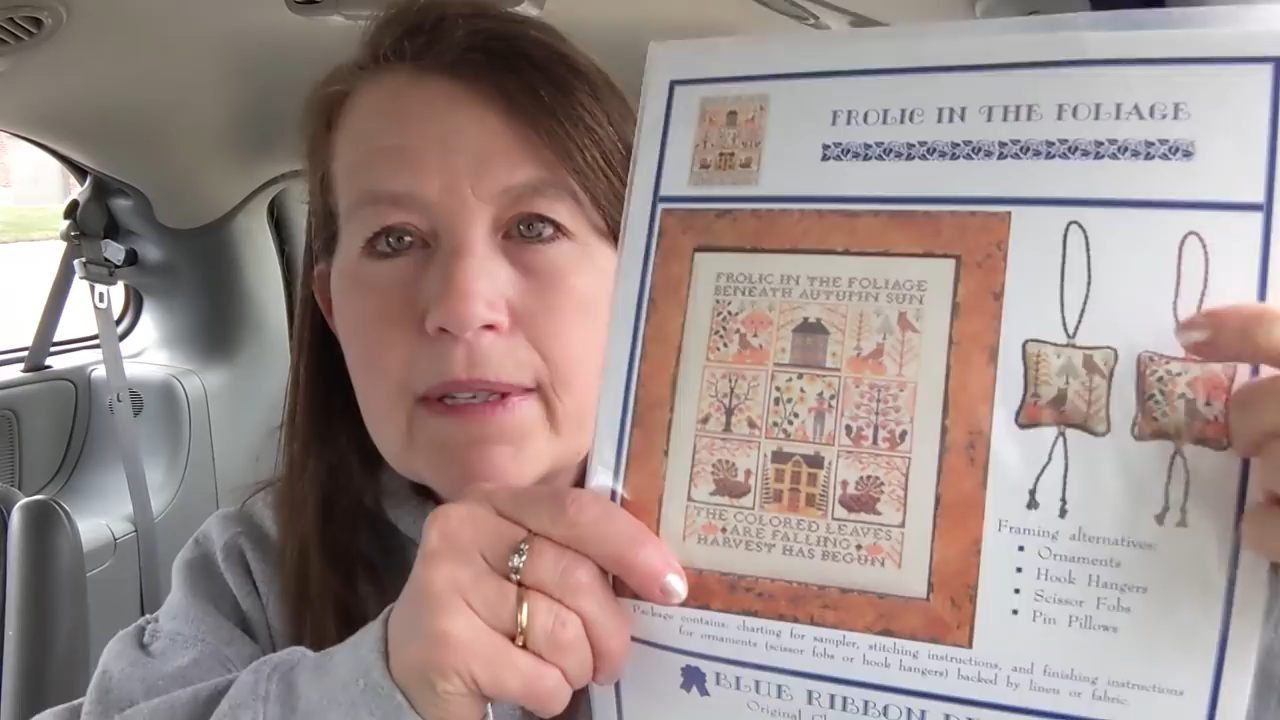 FROLIC IN THE FOLIAGE
FROLIC IN THE FOLIAGE
BENEATH AUTUMN SUN
THE COLORED LEAVES
ARE FALLING
HARVEST HAS BEGUN
Framing alternatives:
▪ Ornaments
▪ Hook Hangers
▪ Scissor Fobs
▪ Pin Pillows
Package contains: charting for sampler, stitching instructions, and finishing instructions
for ornaments (scissor fobs or hook hangers) backed by linen or fabric.
BLUE RIBBON
Original